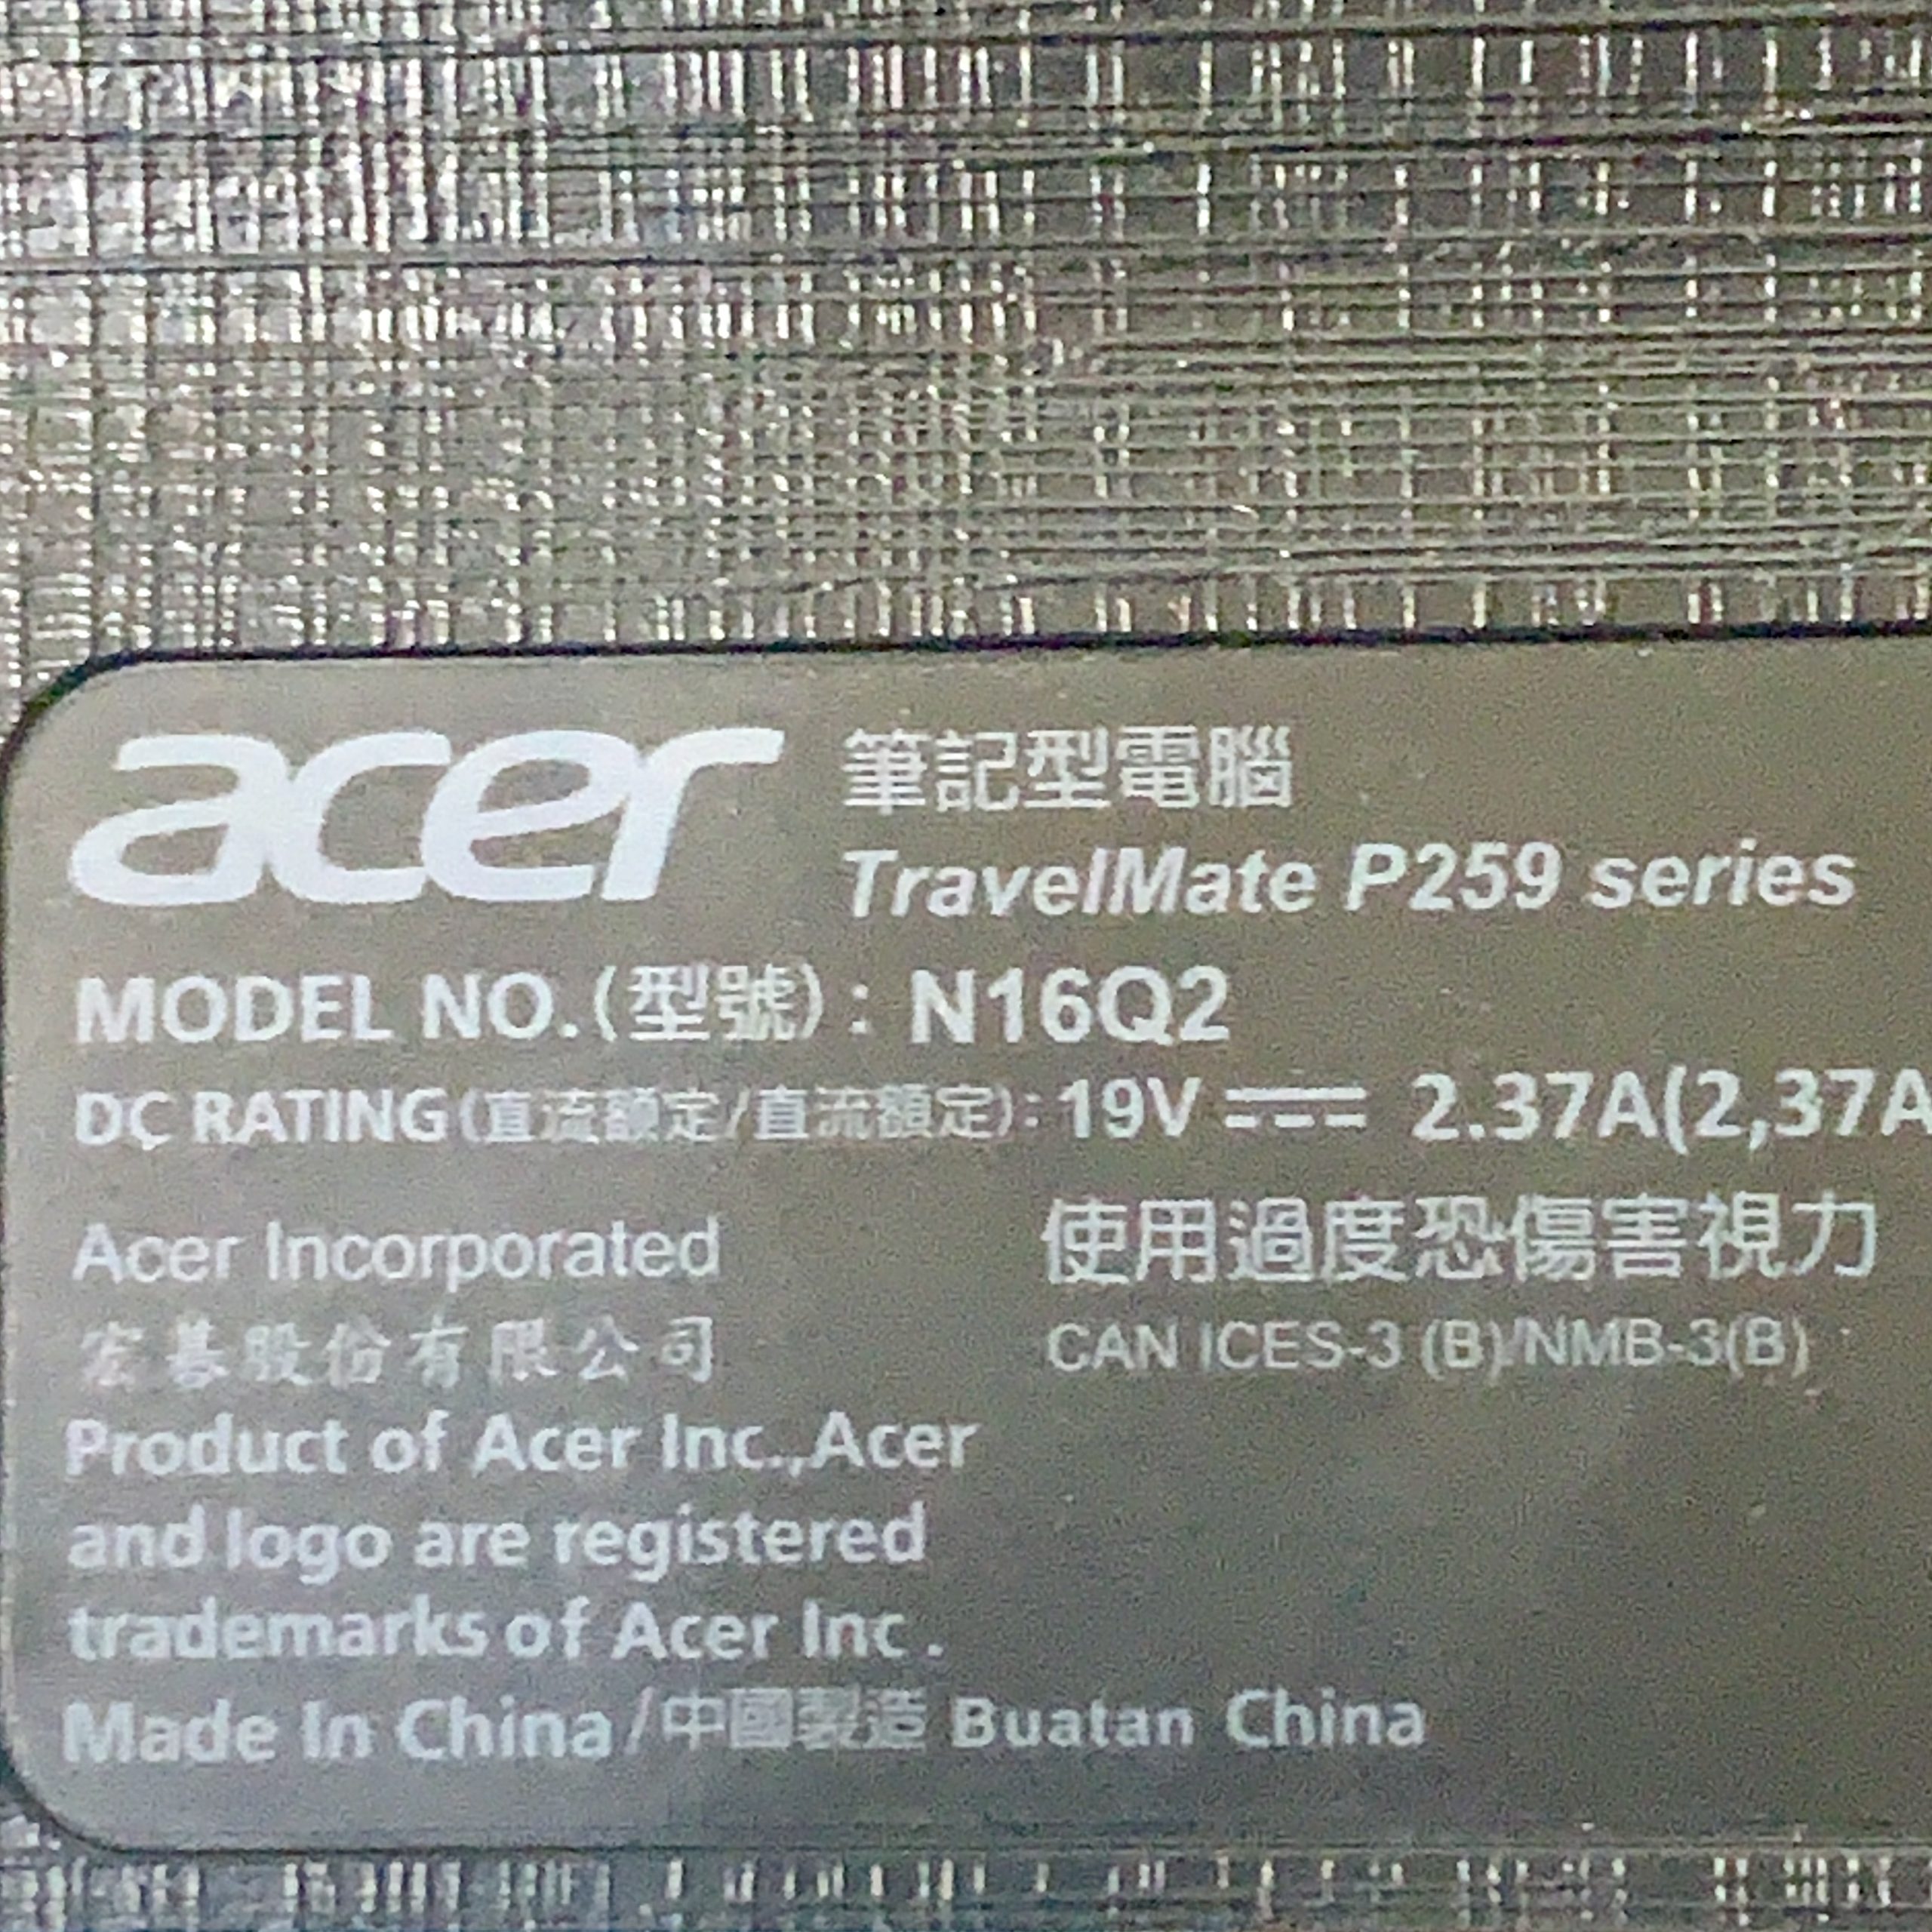 acer 筆記型電腦
TravelMate P259 series
MODEL NO.(型號) : N16Q2
DC RATING(直流额定/直流額定): 19V ⎓ 2.37A(2,37A
Acer Incorporated
宏碁股份有限公司
使用過度恐傷害視力
CAN ICES-3 (B)/NMB-3(B)
Product of Acer Inc.,Acer
and logo are registered
trademarks of Acer Inc .
Made In China/中國製造 Buatan China